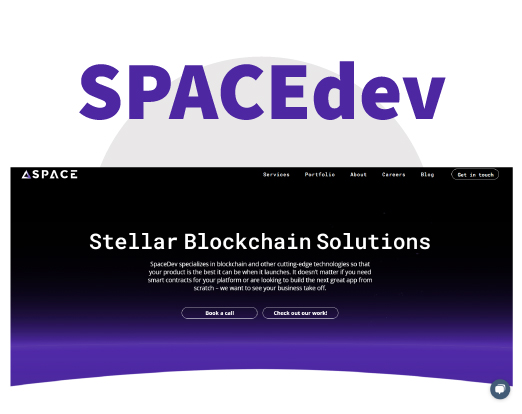 SPACEdev
SPACE
Services Portfolio About Careers Blog Get in touch
Stellar Blockchain Solutions
SpaceDev specializes in blockchain and other cutting-edge technologies so that
your product is the best it can be when it launches. It doesn't matter if you need
smart contracts for your platform or are looking to build the next great app from
scratch – we want to see your business take off.
Book a call Check out our work!